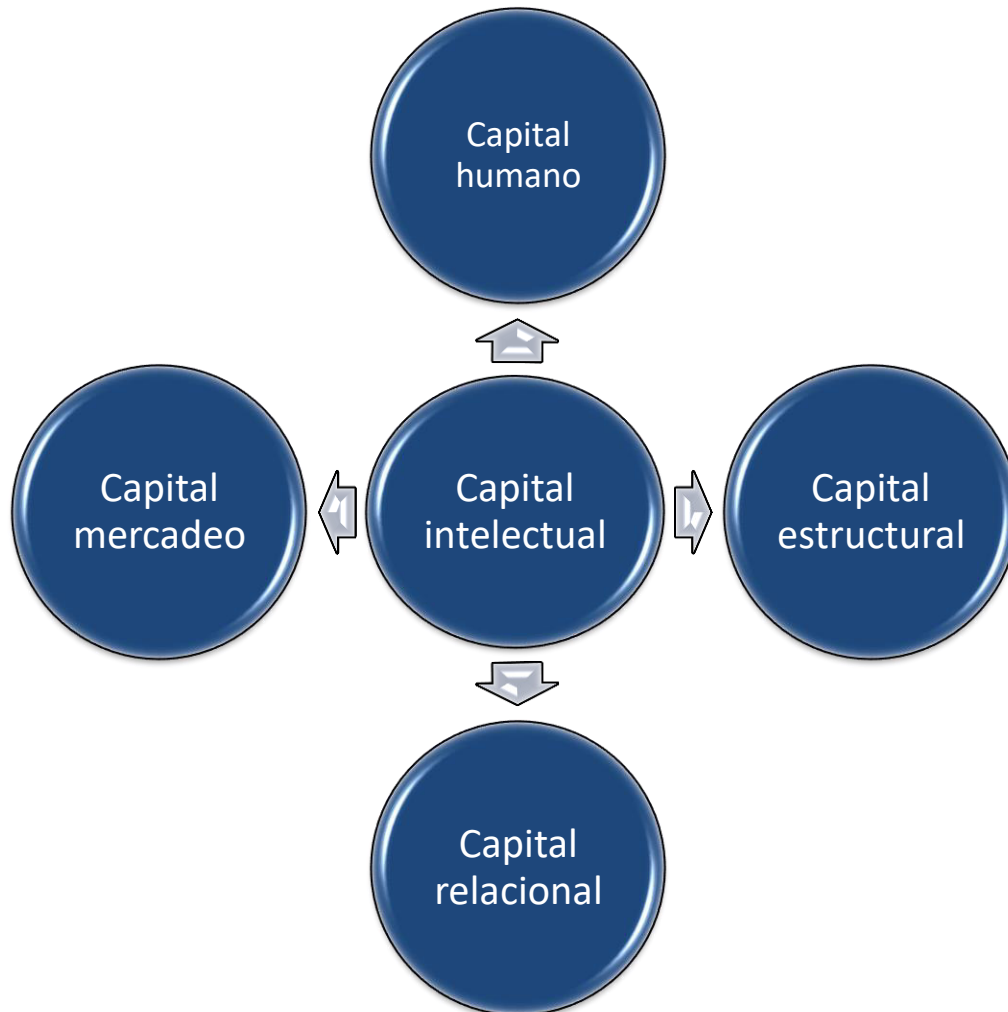 Capital
humano
Capital
mercadeo
Capital
intelectual
Capital
estructural
Capital
relacional